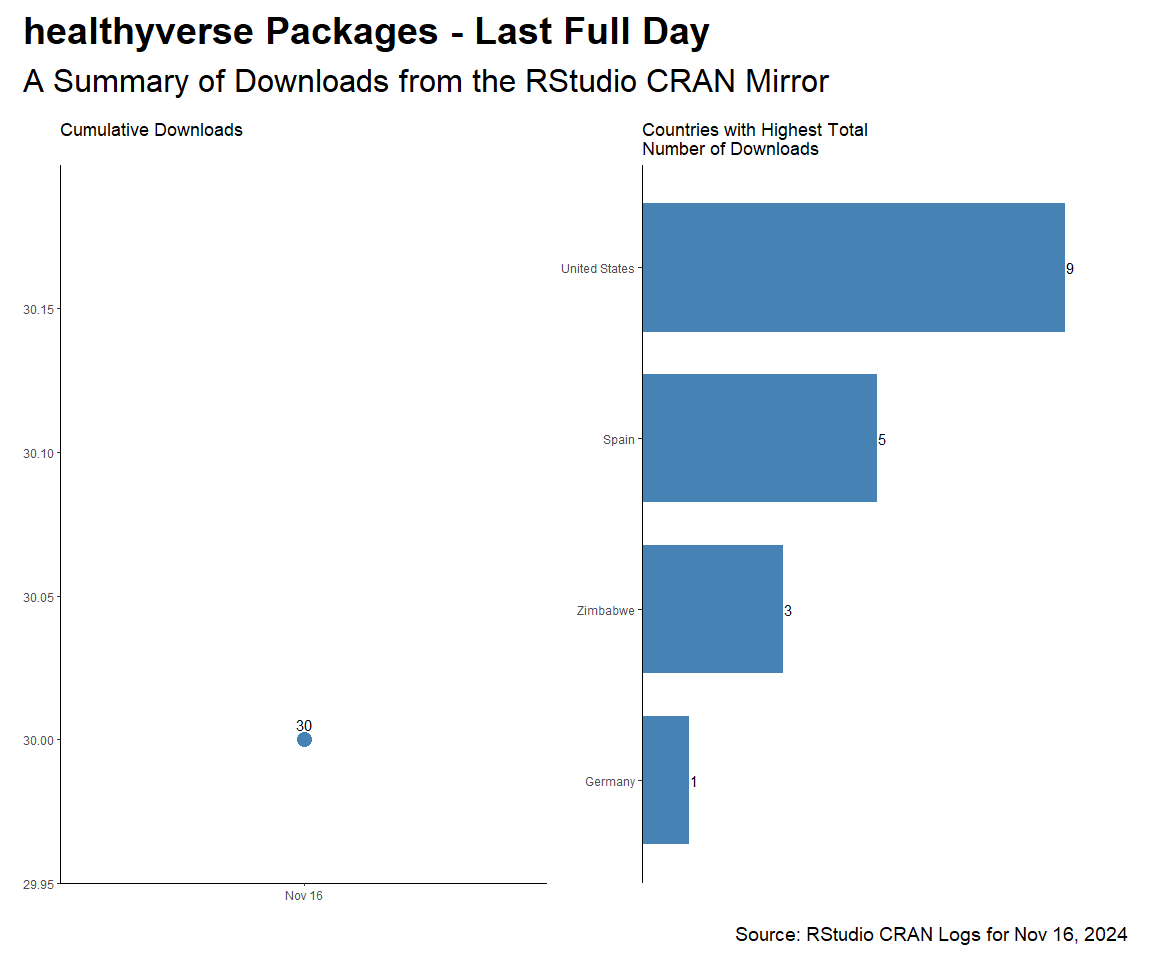 healthyverse Packages - Last Full Day
A Summary of Downloads from the RStudio CRAN Mirror
Cumulative Downloads
30.15
30.10
30.05
30.00
29.95
30
Nov 16
Countries with Highest Total
Number of Downloads
United States
9
Spain
5
Zimbabwe
3
Germany
1
Source: RStudio CRAN Logs for Nov 16, 2024